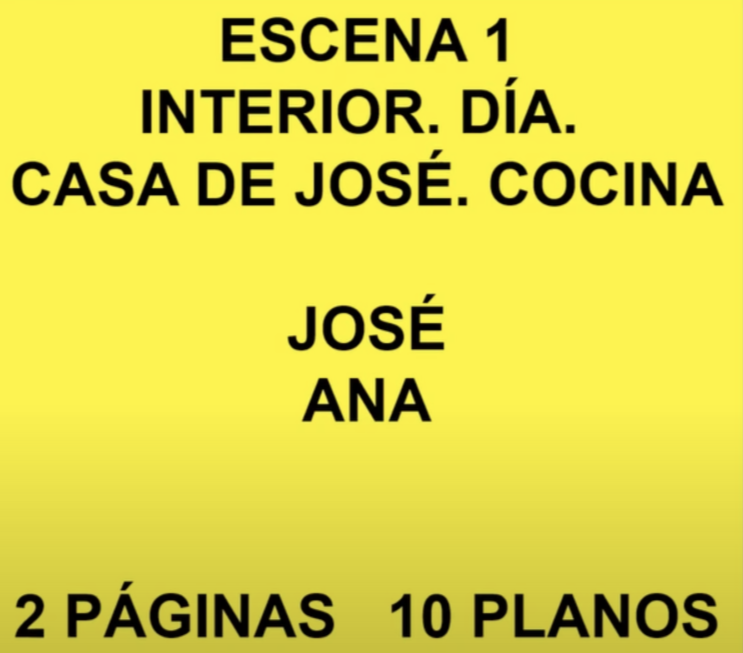 ESCENA 1
INTERIOR. DÍA.
CASA DE JOSÉ. COCINA
JOSÉ
ANA
2 PÁGINAS 10 PLANOS